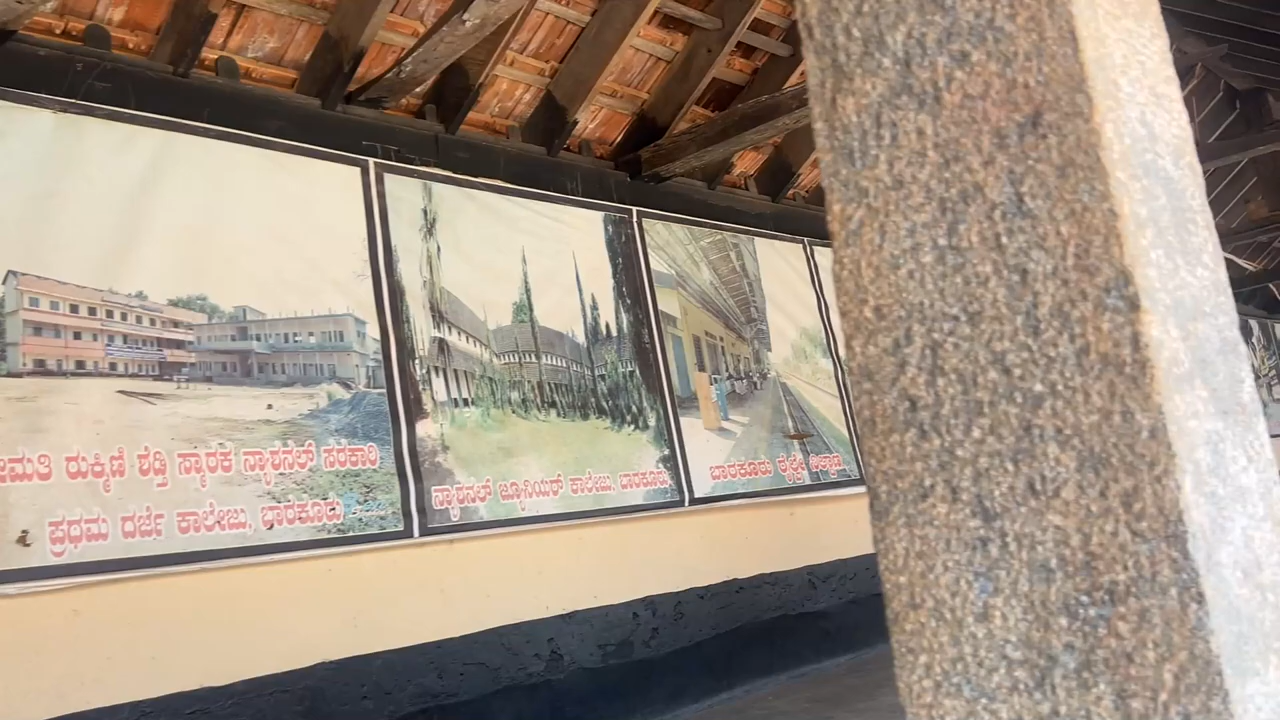 ಮತಿ ರುಕ್ಮಿಣಿ ಶೆಡ್ತಿ ಸ್ಮಾರಕ ನ್ಯಾಶನಲ್ ಸರಕಾರಿ
ಪ್ರಥಮ ದರ್ಜೆ ಕಾಲೇಜು, ಬಾರಕೂರು
ನ್ಯಾಶನಲ್ ಜ್ಯೂನಿಯರ್ ಕಾಲೇಜು, ಬಾರಕೂರು
ಬಾರಕೂರು ರೈಲ್ವೇ ನಿಲ್ದಾಣ